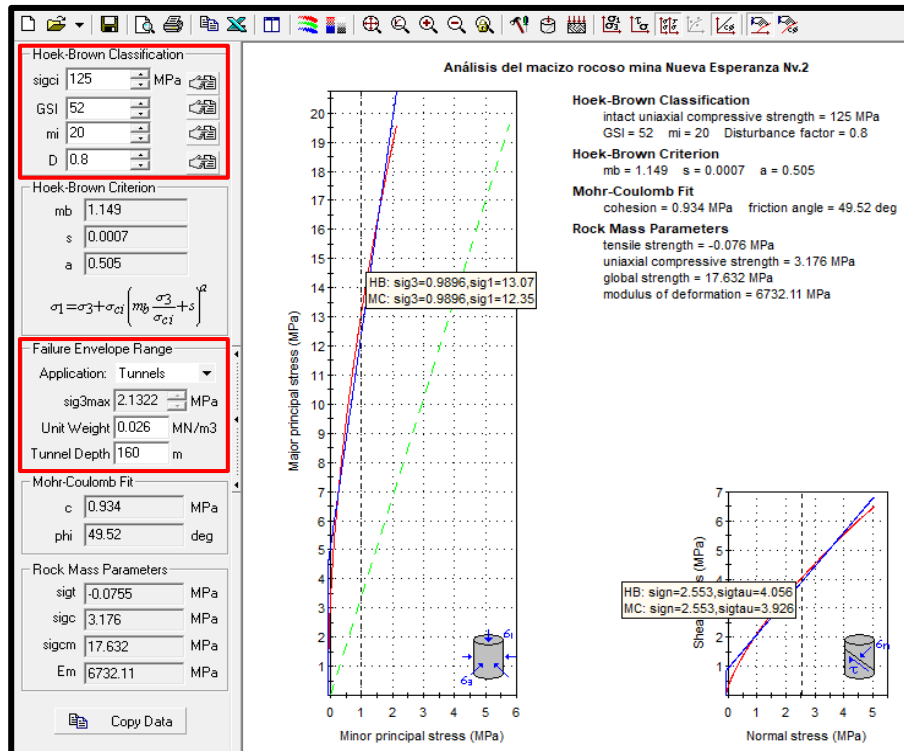 Hoek-Brown Classification
sigci 125 MPa
GSI 52
mi 20
D 0.8
Hoek-Brown Criterion
mb 1.149
s 0.0007
a 0.505
σ1=σ3+σci(mb σ3/σci+s)^a
Failure Envelope Range
Application: Tunnels
sig3max 2.1322 MPa
Unit Weight 0.026 MN/m3
Tunnel Depth 160 m
Mohr-Coulomb Fit
c 0.934 MPa
phi 49.52 deg
Rock Mass Parameters
sigt -0.0755 MPa
sigc 3.176 MPa
sigcm 17.632 MPa
Em 6732.11 MPa
Copy Data
Análisis del macizo rocoso mina Nueva Esperanza Nv.2
Hoek-Brown Classification
intact uniaxial compressive strength = 125 MPa
GSI = 52 mi = 20 Disturbance factor = 0.8
Hoek-Brown Criterion
mb = 1.149 s = 0.0007 a = 0.505
Mohr-Coulomb Fit
cohesion = 0.934 MPa friction angle = 49.52 deg
Rock Mass Parameters
tensile strength = -0.076 MPa
uniaxial compressive strength = 3.176 MPa
global strength = 17.632 MPa
modulus of deformation = 6732.11 MPa
Major principal stress (MPa)
20
19
18
17
16
15
14
13
12
11
10
9
8
7
6
5
4
3
2
1
HB: sig3=0.9896,sig1=13.07
MC: sig3=0.9896,sig1=12.35
σ1
σ3
0 1 2 3 4 5 6
Minor principal stress (MPa)
7
6
5
4
3
2
1
HB: sign=2.553,sigtau=4.056
MC: sign=2.553,sigtau=3.926
σn
τ
0 1 2 3 4 5
Normal stress (MPa)